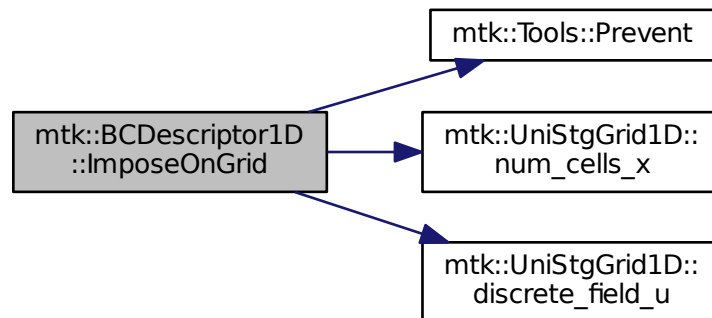 mtk::Tools::Prevent
mtk::BCDescriptor1D
::ImposeOnGrid
mtk::UniStgGrid1D::
num_cells_x
mtk::UniStgGrid1D::
discrete_field_u